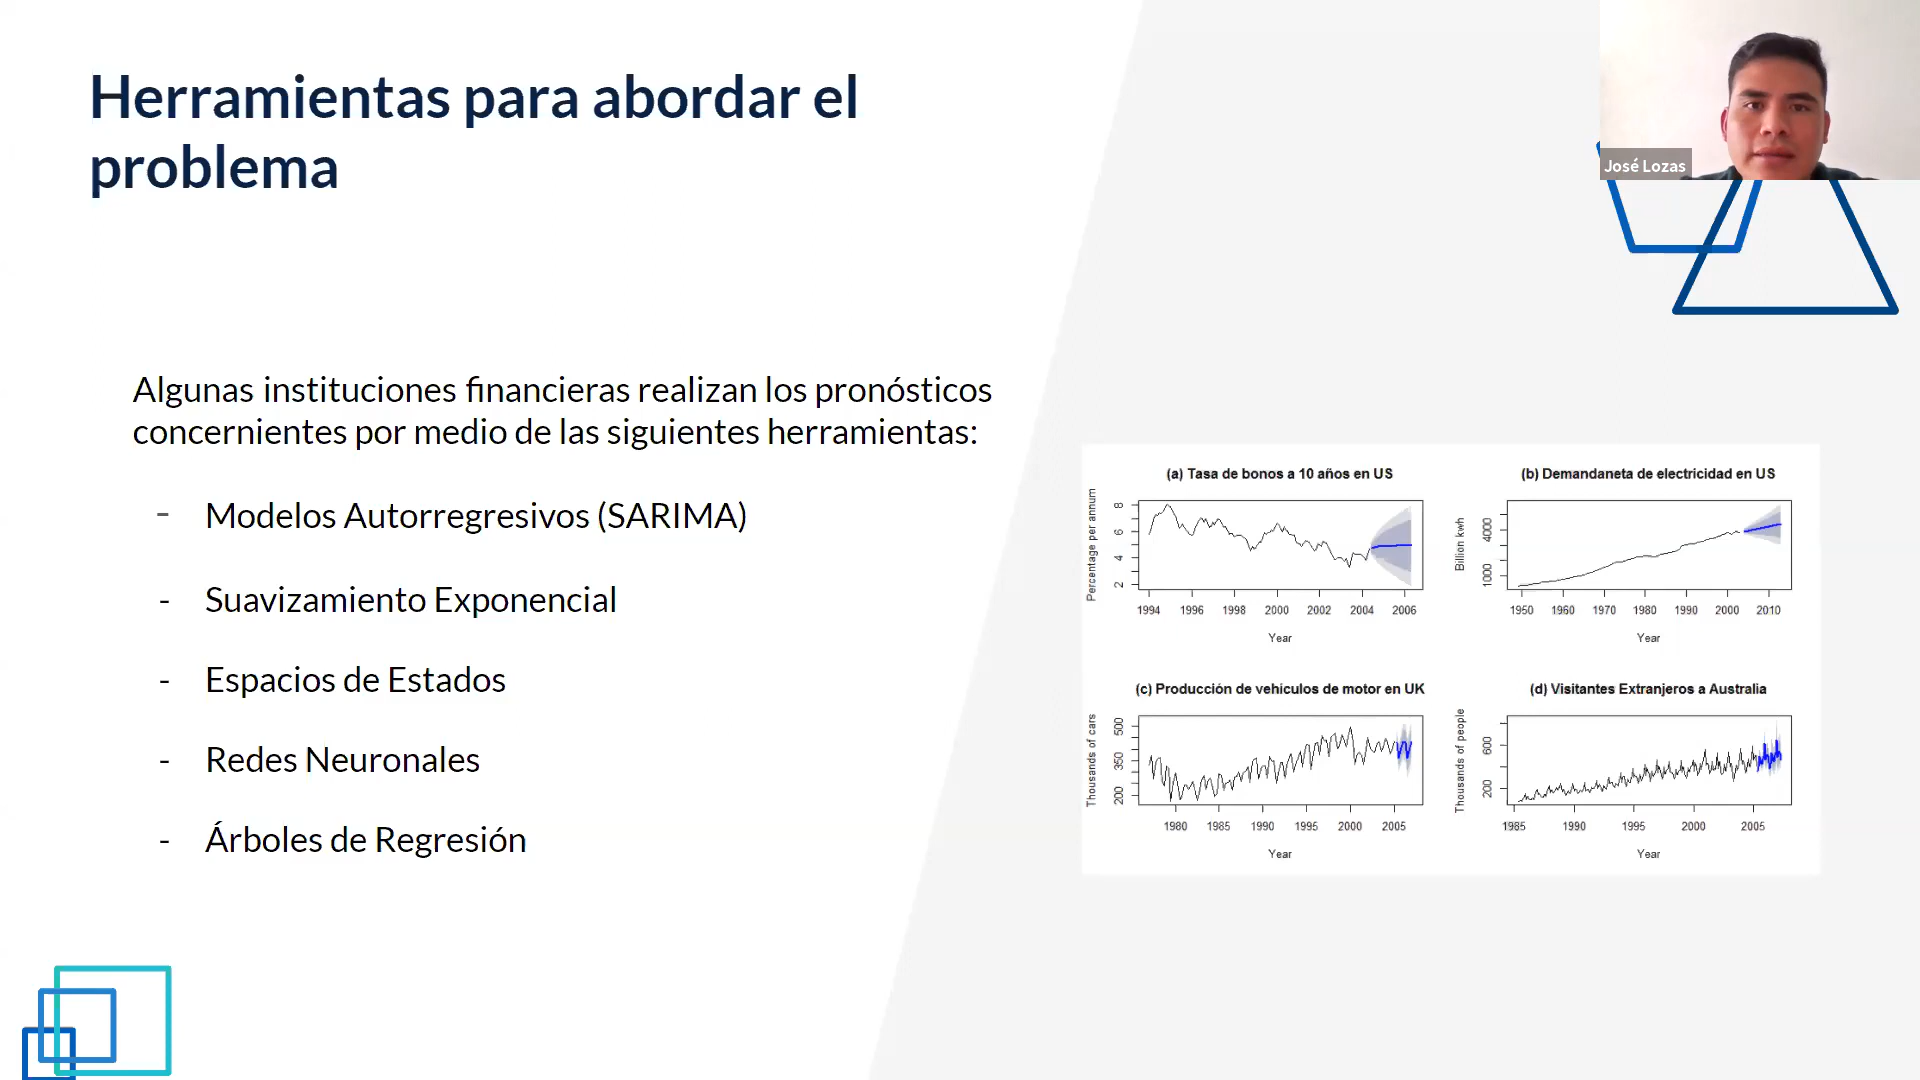 Herramientas para abordar el
problema
José Lozas
Algunas instituciones financieras realizan los pronósticos
concernientes por medio de las siguientes herramientas:
- Modelos Autorregresivos (SARIMA)
- Suavizamiento Exponencial
- Espacios de Estados
- Redes Neuronales
- Árboles de Regresión
(a) Tasa de bonos a 10 años en US
Percentage per annum
8
6
4
2
1994 1996 1998 2000 2002 2004 2006
Year
(b) Demandaneta de electricidad en US
Billion kwh
4000
1000
1950 1960 1970 1980 1990 2000 2010
Year
(c) Producción de vehículos de motor en UK
Thousands of cars
500
350
200
1980 1985 1990 1995 2000 2005
Year
(d) Visitantes Extranjeros a Australia
Thousands of people
600
200
1985 1990 1995 2000 2005
Year